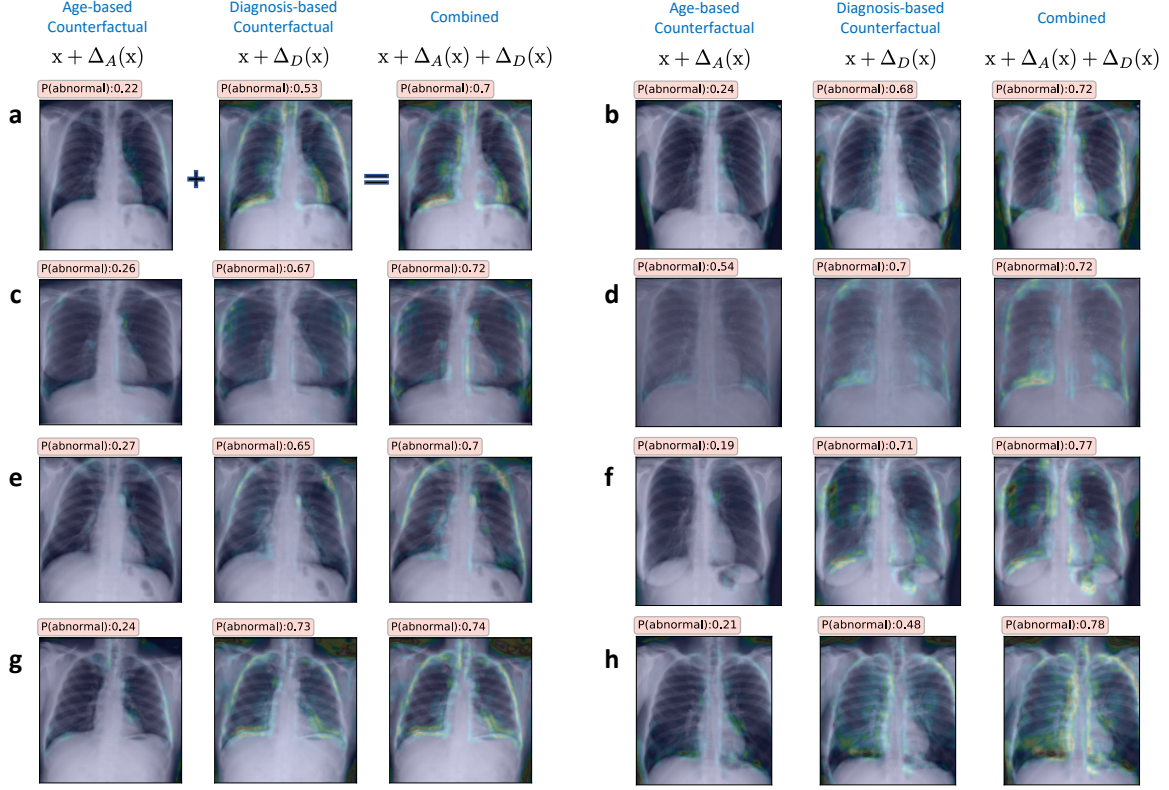 Age-based Counterfactual
Diagnosis-based Counterfactual
Combined
Age-based Counterfactual
Diagnosis-based Counterfactual
Combined
x + Δ_A(x)
x + Δ_D(x)
x + Δ_A(x) + Δ_D(x)
x + Δ_A(x)
x + Δ_D(x)
x + Δ_A(x) + Δ_D(x)
a
P(abnormal):0.22
+
P(abnormal):0.53
=
P(abnormal):0.7
b
P(abnormal):0.24
P(abnormal):0.68
P(abnormal):0.72
c
P(abnormal):0.26
P(abnormal):0.67
P(abnormal):0.72
d
P(abnormal):0.54
P(abnormal):0.7
P(abnormal):0.72
e
P(abnormal):0.27
P(abnormal):0.65
P(abnormal):0.7
f
P(abnormal):0.19
P(abnormal):0.71
P(abnormal):0.77
g
P(abnormal):0.24
P(abnormal):0.73
P(abnormal):0.74
h
P(abnormal):0.21
P(abnormal):0.48
P(abnormal):0.78